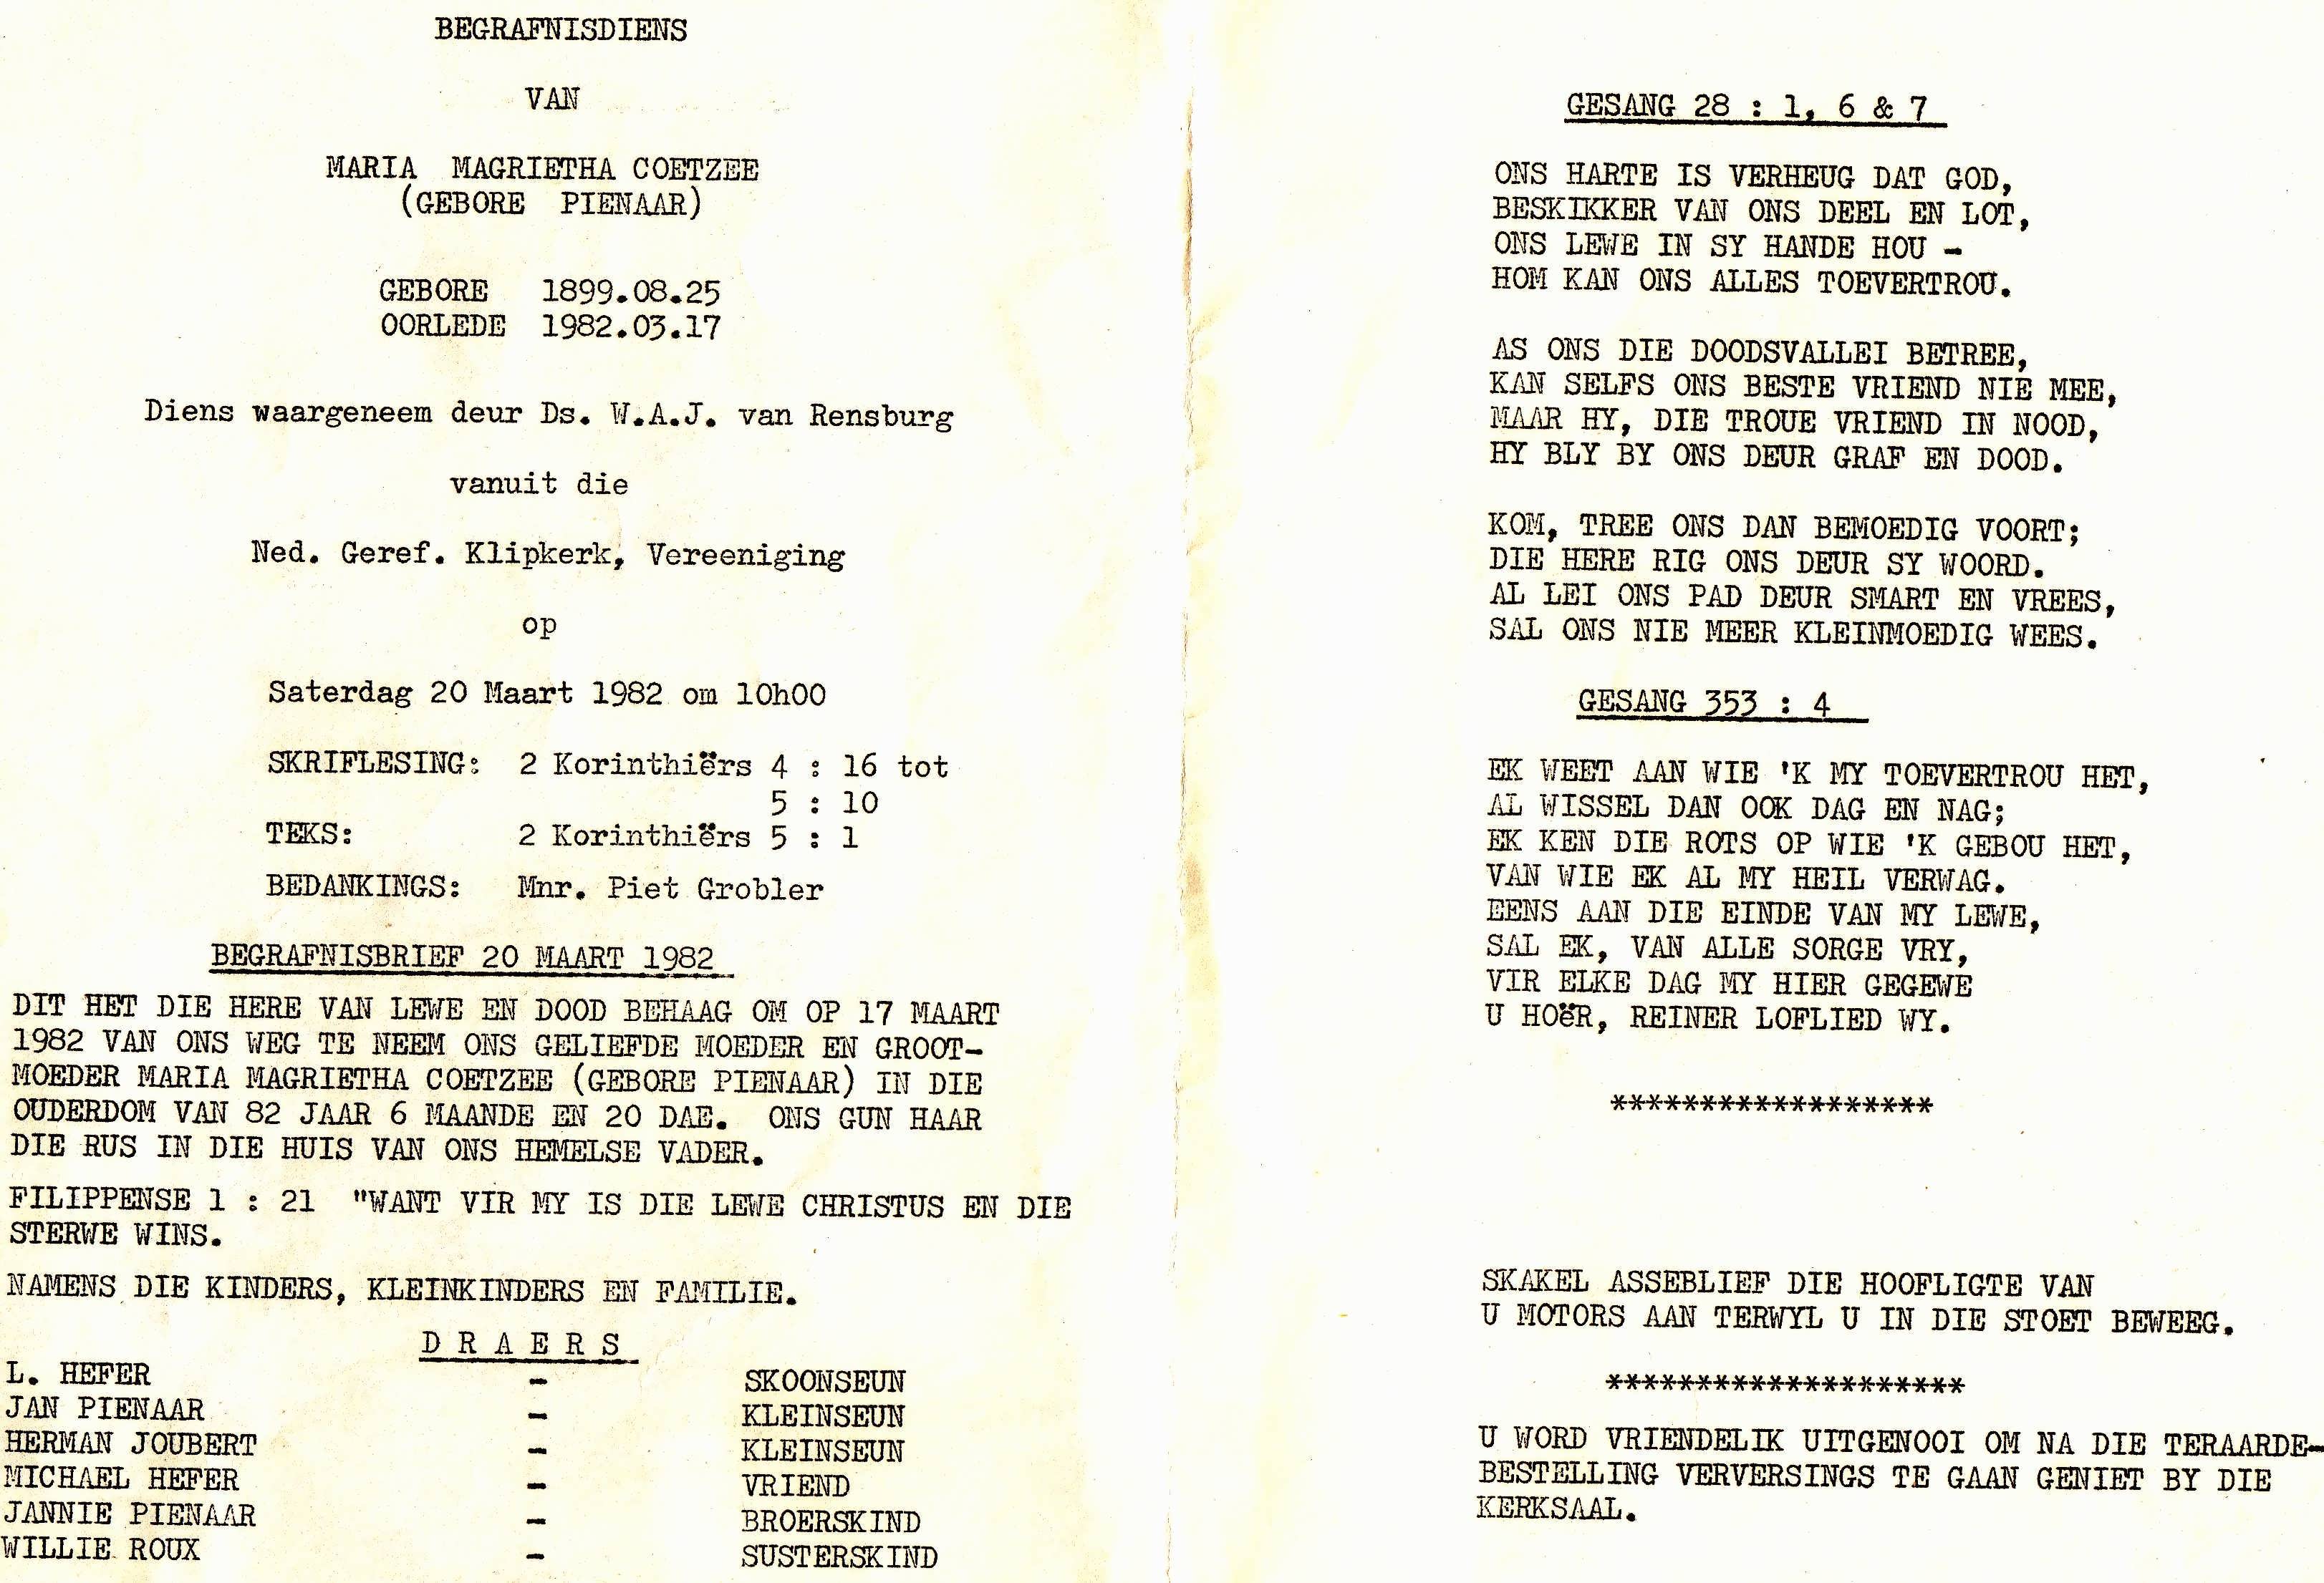 BEGRAFNISDIENS
VAN
MARIA MAGRIETHA COETZEE
(GEBORE PIENAAR)
GEBORE 1899.08.25
OORLEDE 1982.03.17
Diens waargeneem deur Ds. W.A.J. van Rensburg
vanuit die
Ned. Geref. Klipkerk, Vereeniging
op
Saterdag 20 Maart 1982 om 10h00
SKRIFLESING: 2 Korinthiërs 4 : 16 tot
5 : 10
TEKS: 2 Korinthiërs 5 : 1
BEDANKINGS: Mnr. Piet Grobler
BEGRAFNISBRIEF 20 MAART 1982
DIT HET DIE HERE VAN LEWE EN DOOD BEHAAG OM OP 17 MAART
1982 VAN ONS WEG TE NEEM ONS GELIEFDE MOEDER EN GROOT-
MOEDER MARIA MAGRIETHA COETZEE (GEBORE PIENAAR) IN DIE
OUDERDOM VAN 82 JAAR 6 MAANDE EN 20 DAE. ONS GUN HAAR
DIE RUS IN DIE HUIS VAN ONS HEMELSE VADER.
FILIPPENSE 1 : 21 "WANT VIR MY IS DIE LEWE CHRISTUS EN DIE
STERWE WINS.
NAMENS DIE KINDERS, KLEINKINDERS EN FAMILIE.
D R A E R S
L. HEFER - SKOONSEUN
JAN PIENAAR - KLEINSEUN
HERMAN JOUBERT - KLEINSEUN
MICHAEL HEFER - VRIEND
JANNIE PIENAAR - BROERSKIND
WILLIE ROUX - SUSTERSKIND
GESANG 28 : 1, 6 & 7
ONS HARTE IS VERHEUG DAT GOD,
BESKIKKER VAN ONS DEEL EN LOT,
ONS LEWE IN SY HANDE HOU -
HOM KAN ONS ALLES TOEVERTROU.
AS ONS DIE DOODSVALLEI BETREE,
KAN SELFS ONS BESTE VRIEND NIE MEE,
MAAR HY, DIE TROUE VRIEND IN NOOD,
HY BLY BY ONS DEUR GRAF EN DOOD.
KOM, TREE ONS DAN BEMOEDIG VOORT;
DIE HERE RIG ONS DEUR SY WOORD.
AL LEI ONS PAD DEUR SMART EN VREES,
SAL ONS NIE MEER KLEINMOEDIG WEES.
GESANG 353 : 4
EK WEET AAN WIE 'K MY TOEVERTROU HET,
AL WISSEL DAN OOK DAG EN NAG;
EK KEN DIE ROTS OP WIE 'K GEBOU HET,
VAN WIE EK AL MY HEIL VERWAG.
EENS AAN DIE EINDE VAN MY LEWE,
SAL EK, VAN ALLE SORGE VRY,
VIR ELKE DAG MY HIER GEGEWE
U HOëR, REINER LOFLIED WY.
******************
SKAKEL ASSEBLIEF DIE HOOFLIGTE VAN
U MOTORS AAN TERWYL U IN DIE STOET BEWEEG.
********************
U WORD VRIENDELIK UITGENOOI OM NA DIE TERAARDE-
BESTELLING VERVERSINGS TE GAAN GENIET BY DIE
KERKSAAL.